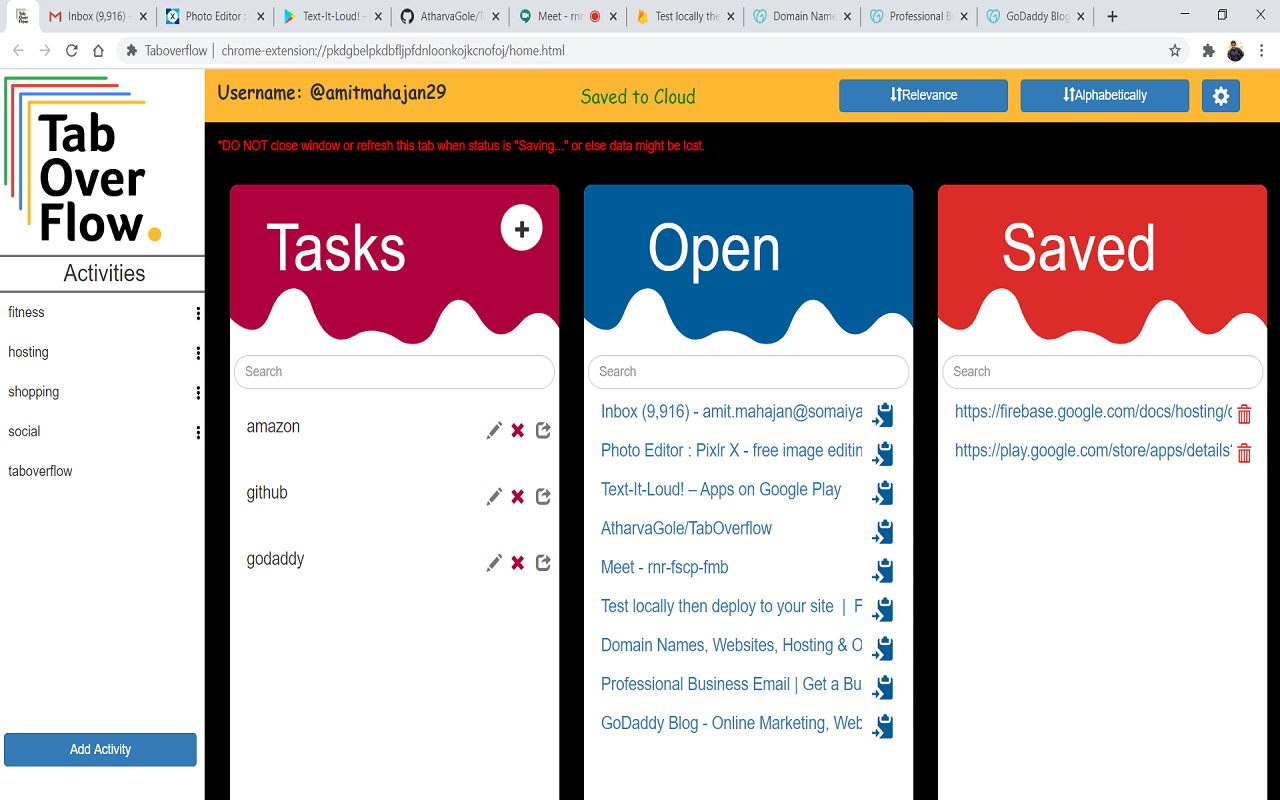 Inbox (9,916) -
Photo Editor :
Text-It-Loud! –
AtharvaGole/T
Meet - rnr
Test locally the
Domain Name
Professional B
GoDaddy Blog
Taboverflow | chrome-extension://pkdgbelpkdbfljpfdnloonkojkcnofoj/home.html
Tab
Over
Flow.
Username: @amitmahajan29
Saved to Cloud
Relevance
Alphabetically
*DO NOT close window or refresh this tab when status is "Saving..." or else data might be lost.
Activities
fitness
hosting
shopping
social
taboverflow
Add Activity
Tasks
Search
amazon
github
godaddy
Open
Search
Inbox (9,916) - amit.mahajan@somaiya
Photo Editor : Pixlr X - free image editin
Text-It-Loud! – Apps on Google Play
AtharvaGole/TabOverflow
Meet - rnr-fscp-fmb
Test locally then deploy to your site | F
Domain Names, Websites, Hosting & O
Professional Business Email | Get a Bu
GoDaddy Blog - Online Marketing, Web
Saved
Search
https://firebase.google.com/docs/hosting/
https://play.google.com/store/apps/details